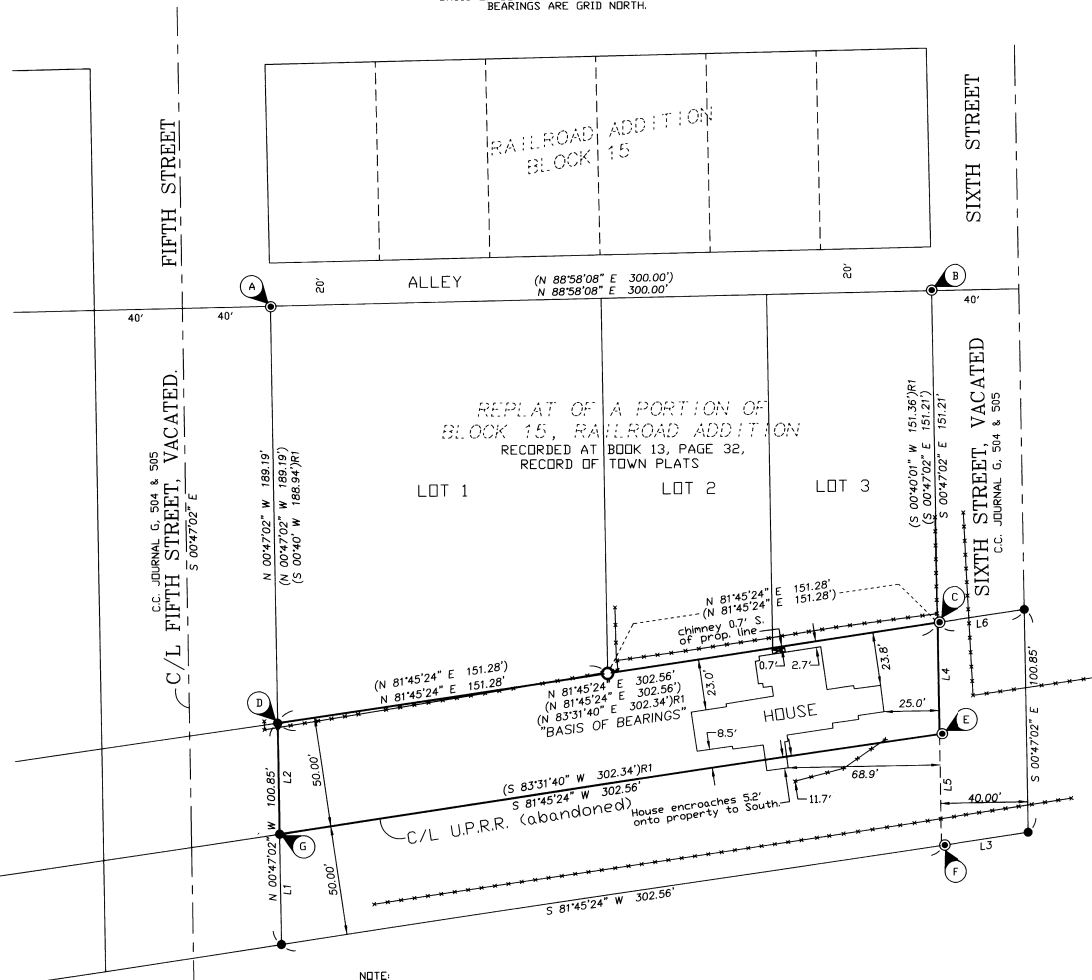 BEARINGS ARE GRID NORTH.
FIFTH STREET
SIXTH STREET
RAILROAD ADDITION
BLOCK 15
A
20'
ALLEY
(N 88°58'08" E 300.00')
N 88°58'08" E 300.00'
20'
B
40'
40'
40'
C.C. JOURNAL G, 504 & 505
C/L FIFTH STREET, VACATED.
S 00°47'02" E
N 00°47'02" W 189.19'
(N 00°47'02" W 189.19')
(S 00°40' W 188.94')R1
REPLAT OF A PORTION OF
BLOCK 15, RAILROAD ADDITION
RECORDED AT BOOK 13, PAGE 32,
RECORD OF TOWN PLATS
LOT 1
LOT 2
LOT 3
(S 00°40'01" W 151.36')R1
(S 00°47'02" E 151.21')
S 00°47'02" E 151.21'
SIXTH STREET, VACATED
C.C. JOURNAL G, 504 & 505
N 81°45'24" E 151.28'
(N 81°45'24" E 151.28')
C
L6
chimney 0.7' S.
of prop. line
0.7'
2.7'
23.8'
L4
100.85'
S 00°47'02" E
(N 81°45'24" E 151.28')
N 81°45'24" E 151.28'
N 81°45'24" E 302.56'
(N 81°45'24" E 302.56')
(N 83°31'40" E 302.34')R1
"BASIS OF BEARINGS"
23.0'
HOUSE
25.0'
D
E
8.5'
L2
50.00'
N 00°47'02" W 100.85'
(S 83°31'40" W 302.34')R1
S 81°45'24" W 302.56'
C/L U.P.R.R. (abandoned)
House encroaches 5.2'
onto property to South.
68.9'
11.7'
L5
40.00'
G
L3
F
L1
50.00'
S 81°45'24" W 302.56'
NOTE: